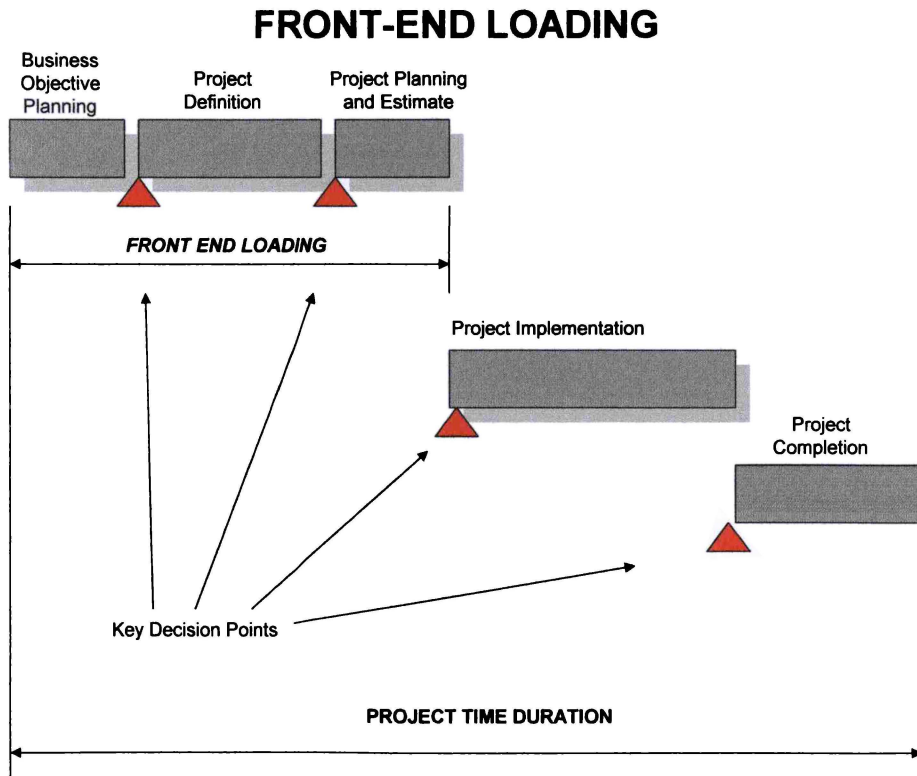 FRONT-END LOADING
Business
Objective
Planning
Project
Definition
Project Planning
and Estimate
FRONT END LOADING
Project Implementation
Project
Completion
Key Decision Points
PROJECT TIME DURATION